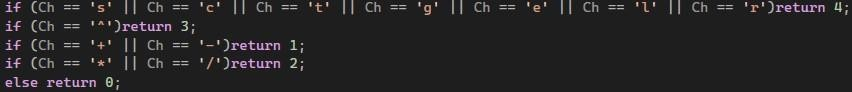 if (Ch == 's' || Ch == 'c' || Ch == 't' || Ch == 'g' || Ch == 'e' || Ch == 'l' || Ch == 'r')return 4;
if (Ch == '^')return 3;
if (Ch == '+' || Ch == '-')return 1;
if (Ch == '*' || Ch == '/')return 2;
else return 0;